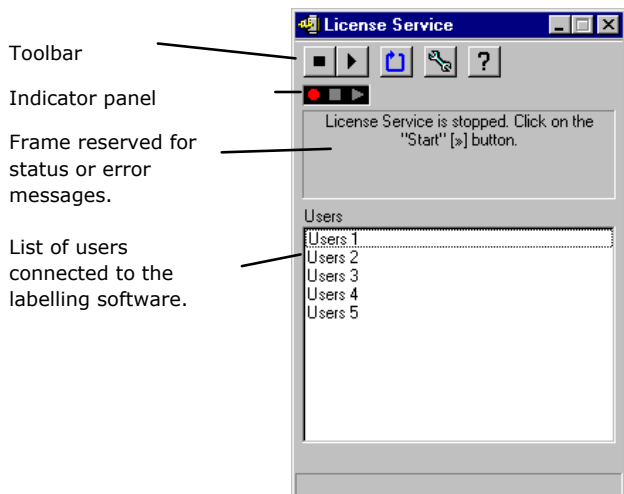 License Service
?
Toolbar
Indicator panel
Frame reserved for
status or error
messages.
License Service is stopped. Click on the
"Start" [»] button.
List of users
connected to the
labelling software.
Users
Users 1
Users 2
Users 3
Users 4
Users 5